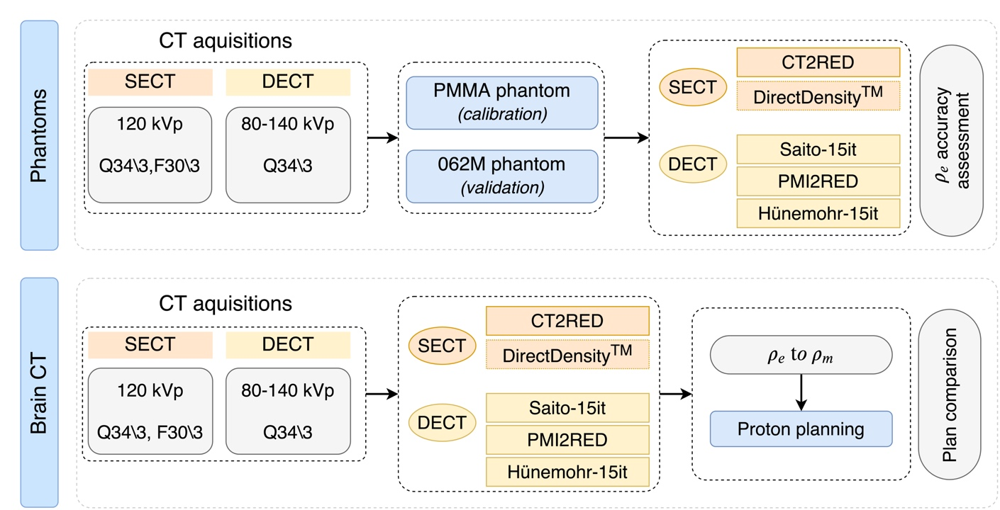 Phantoms
CT aquisitions
SECT
DECT
120 kVp
Q34\3,F30\3
80-140 kVp
Q34\3
PMMA phantom
(calibration)
062M phantom
(validation)
SECT
CT2RED
DirectDensity™
DECT
Saito-15it
PMI2RED
Hünemohr-15it
ρₑ accuracy
assessment
Brain CT
CT aquisitions
SECT
DECT
120 kVp
Q34\3, F30\3
80-140 kVp
Q34\3
SECT
CT2RED
DirectDensity™
DECT
Saito-15it
PMI2RED
Hünemohr-15it
ρₑ to ρₘ
Proton planning
Plan comparison